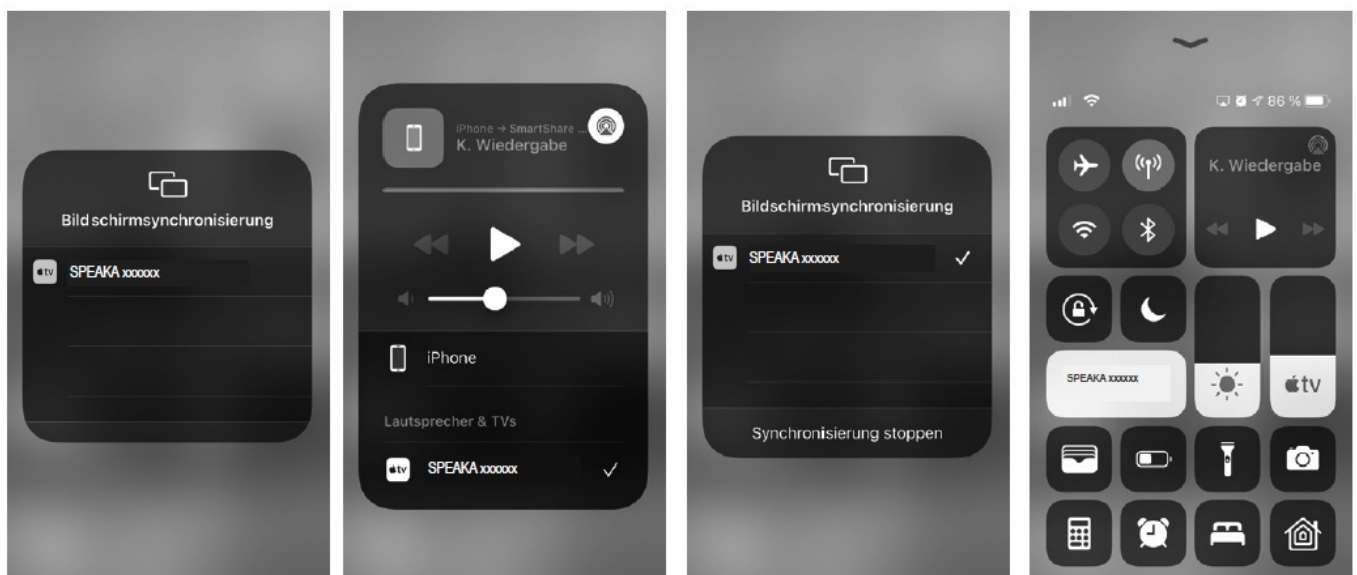 Bildschirmsynchronisierung
tv SPEAKA xxxxxx
iPhone → SmartShare ...
K. Wiedergabe
iPhone
Lautsprecher & TVs
tv SPEAKA xxxxxx
Bildschirmsynchronisierung
tv SPEAKA xxxxxx
Synchronisierung stoppen
86 %
K. Wiedergabe
SPEAKA xxxxxx
tv